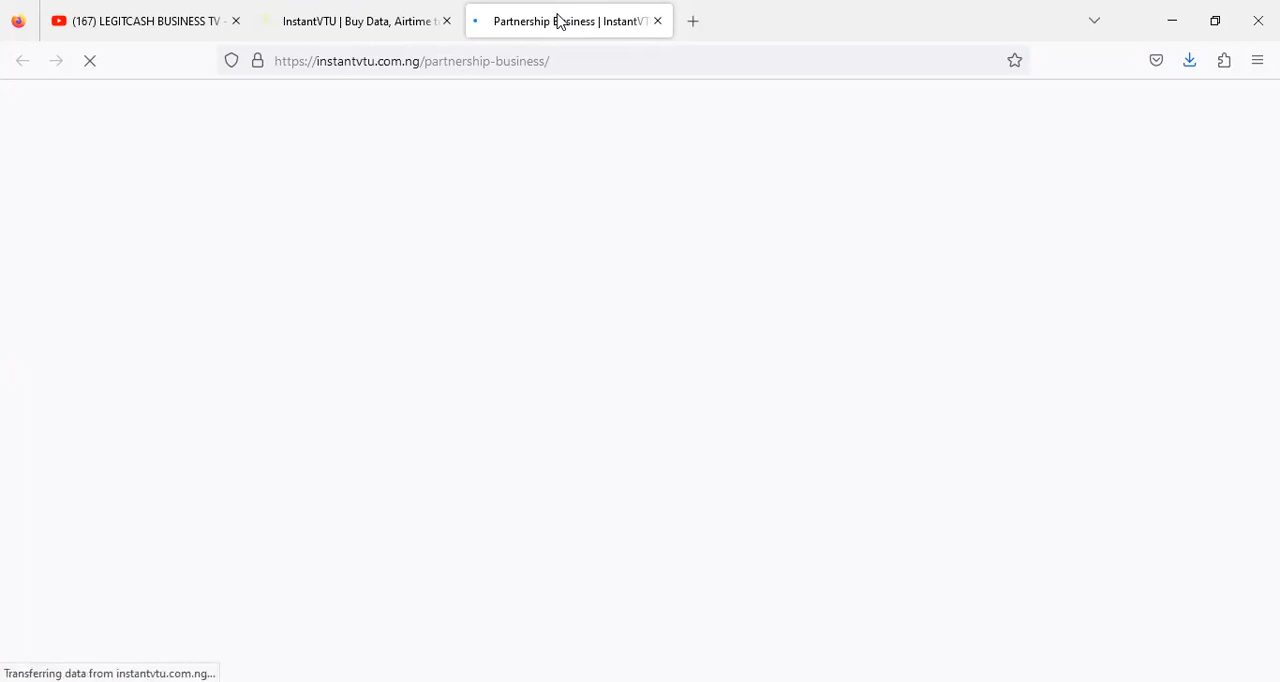 (167) LEGITCASH BUSINESS TV -
InstantVTU | Buy Data, Airtime t
Partnership Business | InstantVT
https://instantvtu.com.ng/partnership-business/
Transferring data from instantvtu.com.ng...